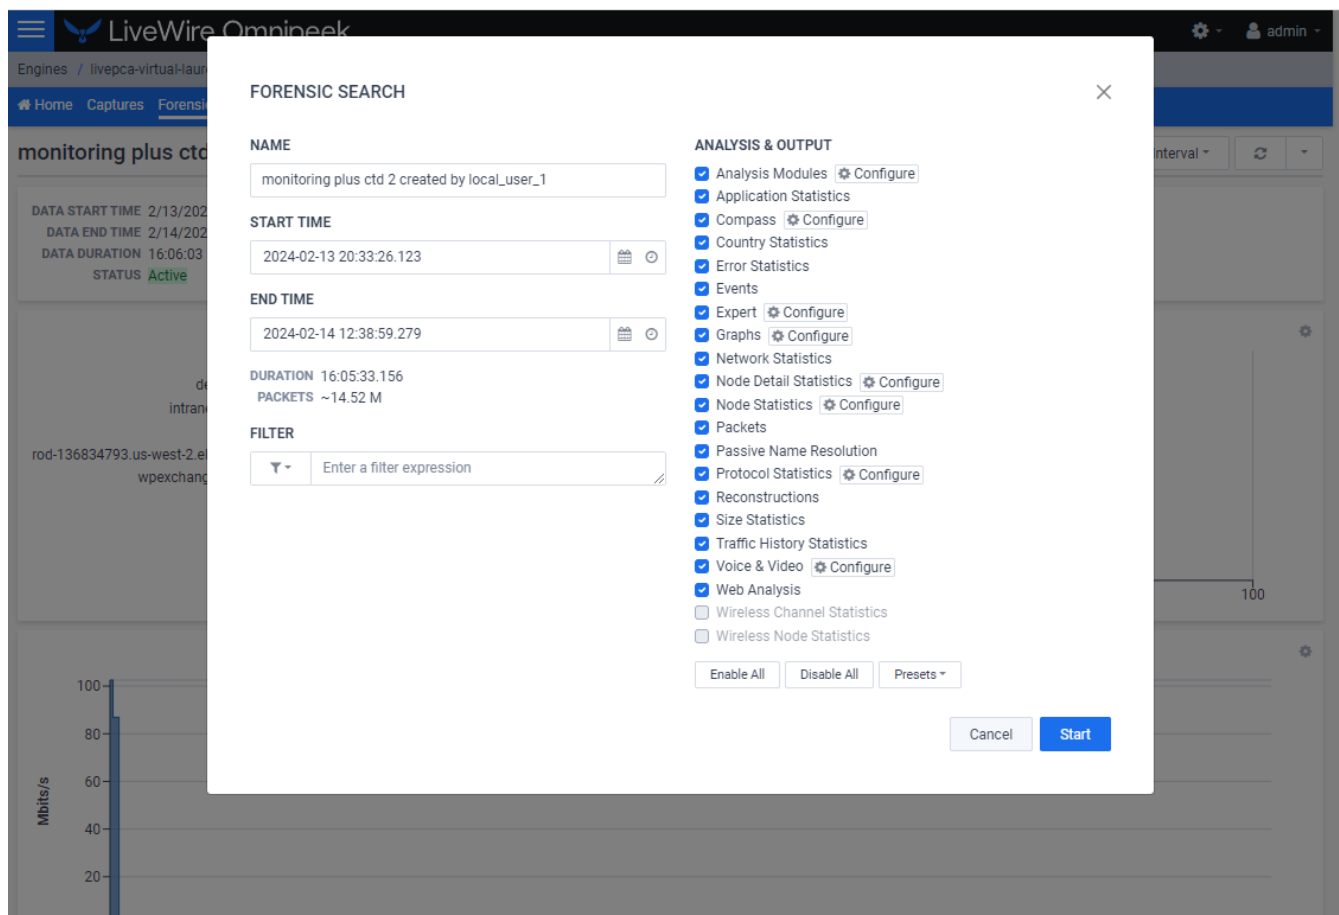 LiveWire Omnipeek
admin
Engines / livepca-virtual-laur
Home Captures Forensi
monitoring plus ctd
nterval
DATA START TIME 2/13/202
DATA END TIME 2/14/202
DATA DURATION 16:06:03
STATUS Active
de
intrane
rod-136834793.us-west-2.el
wpexchang
100
100
80
60
40
20
Mbits/s
FORENSIC SEARCH
NAME
monitoring plus ctd 2 created by local_user_1
START TIME
2024-02-13 20:33:26.123
END TIME
2024-02-14 12:38:59.279
DURATION 16:05:33.156
PACKETS ~14.52 M
FILTER
Enter a filter expression
ANALYSIS & OUTPUT
Analysis Modules Configure
Application Statistics
Compass Configure
Country Statistics
Error Statistics
Events
Expert Configure
Graphs Configure
Network Statistics
Node Detail Statistics Configure
Node Statistics Configure
Packets
Passive Name Resolution
Protocol Statistics Configure
Reconstructions
Size Statistics
Traffic History Statistics
Voice & Video Configure
Web Analysis
Wireless Channel Statistics
Wireless Node Statistics
Enable All Disable All Presets
Cancel Start